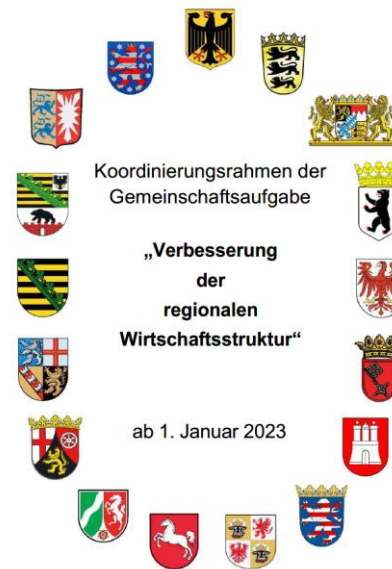 Koordinierungsrahmen der
Gemeinschaftsaufgabe
„Verbesserung
der
regionalen
Wirtschaftsstruktur“
ab 1. Januar 2023